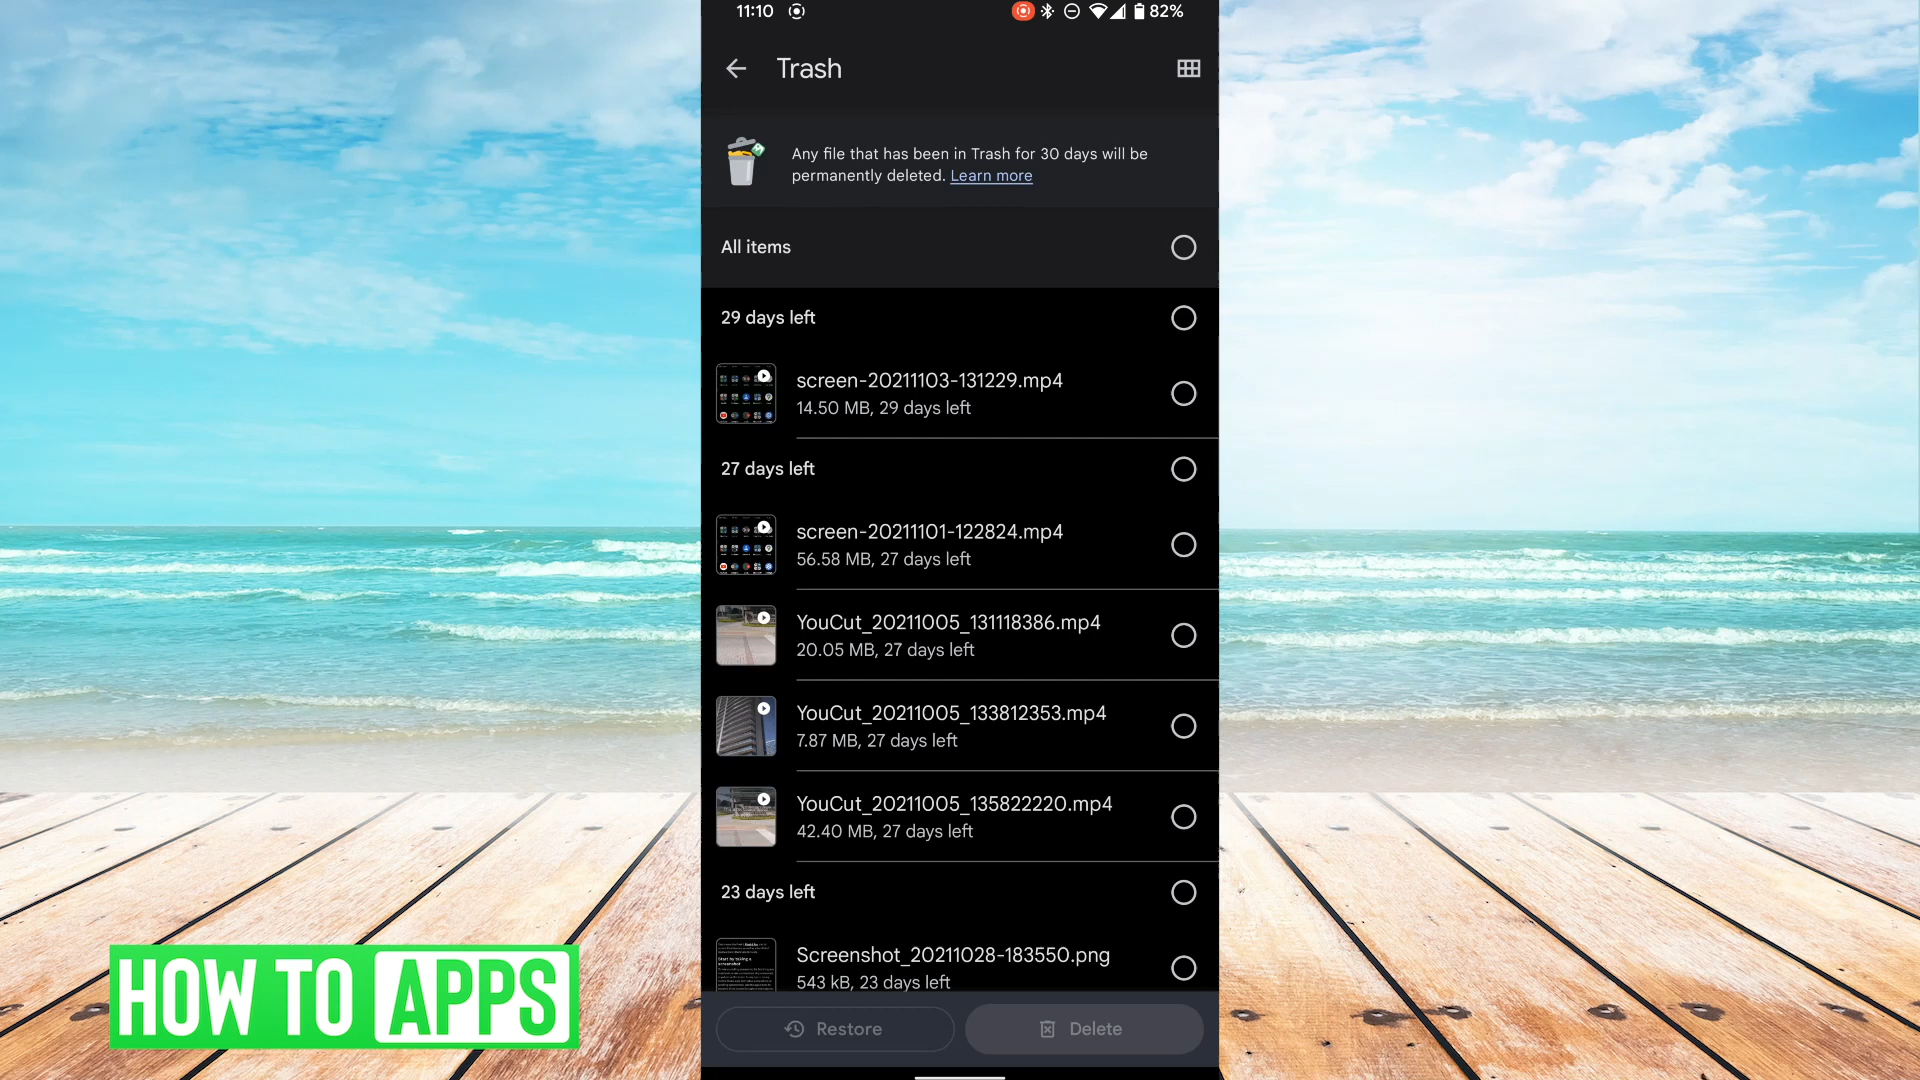 11:10
82%
Trash
Any file that has been in Trash for 30 days will be
permanently deleted. Learn more
All items
29 days left
screen-20211103-131229.mp4
14.50 MB, 29 days left
27 days left
screen-20211101-122824.mp4
56.58 MB, 27 days left
YouCut_20211005_131118386.mp4
20.05 MB, 27 days left
YouCut_20211005_133812353.mp4
7.87 MB, 27 days left
YouCut_20211005_135822220.mp4
42.40 MB, 27 days left
23 days left
Screenshot_20211028-183550.png
543 kB, 23 days left
Restore
Delete
HOW TO APPS